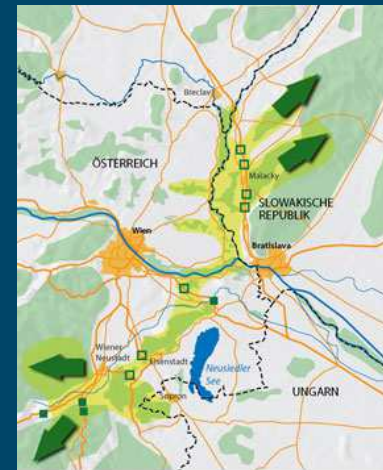 Breclav
ÖSTERREICH
Malacky
SLOWAKISCHE
REPUBLIK
Wien
Bratislava
Wiener
Neustadt
Eisenstadt
Neusiedler
See
UNGARN
Sopron